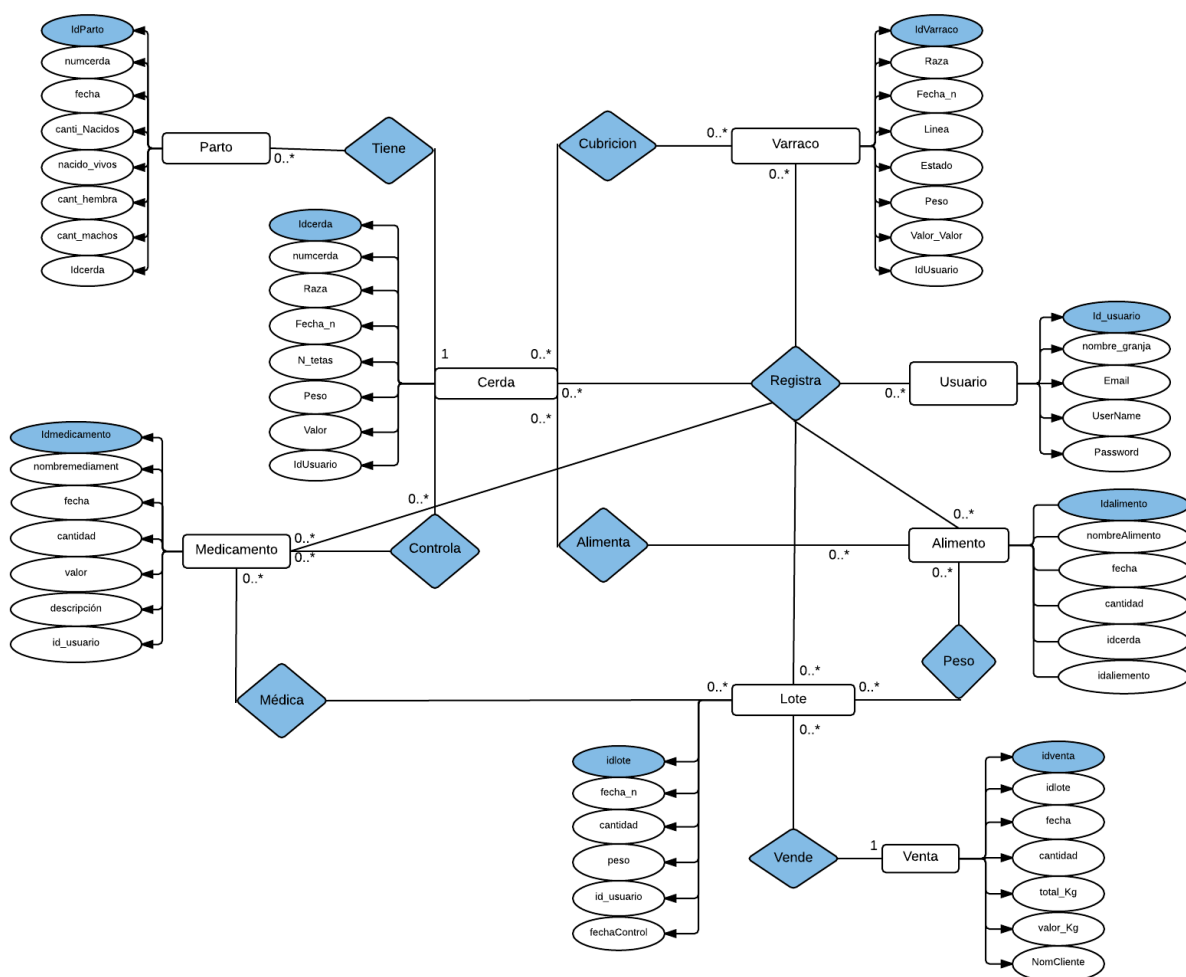 IdParto
numcerda
fecha
canti_Nacidos
nacido_vivos
cant_hembra
cant_machos
Idcerda
Parto
0..*
Tiene
Cubricion
0..*
Varraco
0..*
IdVarraco
Raza
Fecha_n
Linea
Estado
Peso
Valor_Valor
IdUsuario
Idcerda
numcerda
Raza
Fecha_n
N_tetas
Peso
Valor
IdUsuario
1
0..*
Cerda
0..*
0..*
Registra
0..*
Usuario
Id_usuario
nombre_granja
Email
UserName
Password
Idmedicamento
nombremediament
fecha
cantidad
valor
descripción
id_usuario
Medicamento
0..*
0..*
0..*
0..*
Controla
Alimenta
0..*
0..*
Alimento
0..*
Idalimento
nombreAlimento
fecha
cantidad
idcerda
idaliemento
Peso
Médica
0..*
0..*
Lote
0..*
0..*
idlote
fecha_n
cantidad
peso
id_usuario
fechaControl
Vende
1
Venta
idventa
idlote
fecha
cantidad
total_Kg
valor_Kg
NomCliente